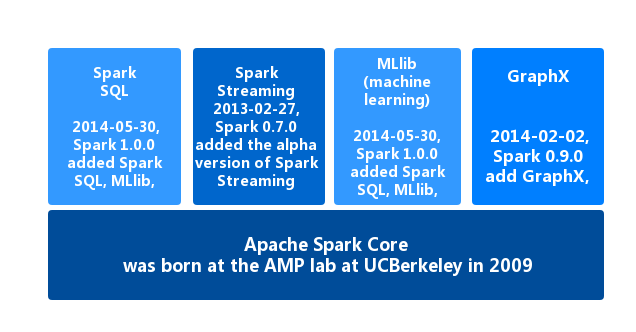 Spark
SQL
2014-05-30,
Spark 1.0.0
added Spark
SQL, MLlib,
Spark
Streaming
2013-02-27,
Spark 0.7.0
added the alpha
version of Spark
Streaming
MLlib
(machine
learning)
2014-05-30,
Spark 1.0.0
added Spark
SQL, MLlib,
GraphX
2014-02-02,
Spark 0.9.0
add GraphX,
Apache Spark Core
was born at the AMP lab at UCBerkeley in 2009